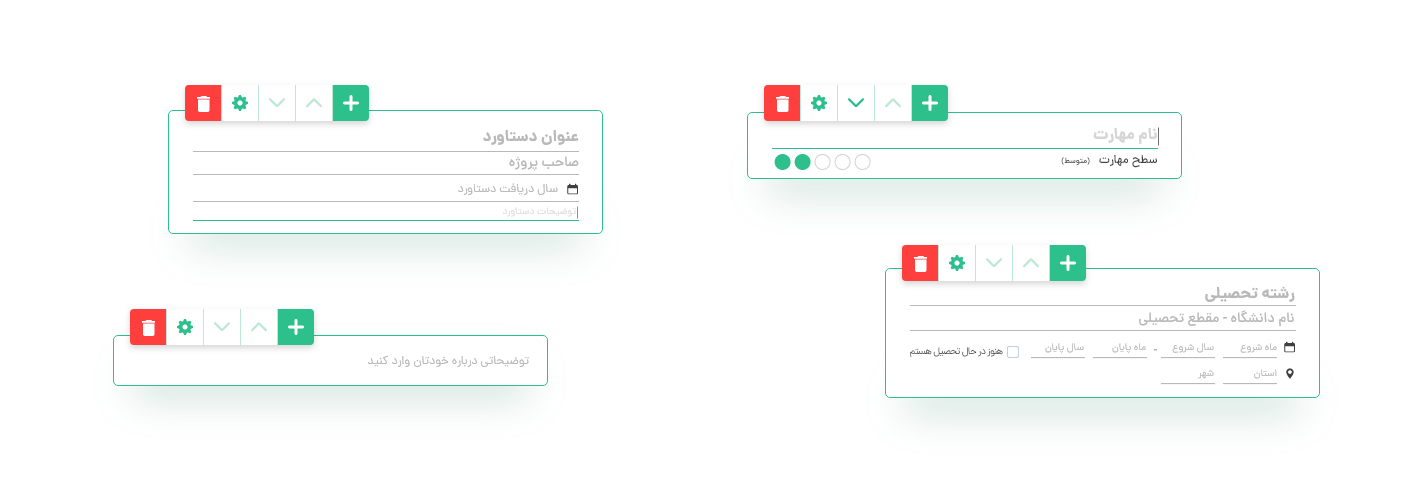 نام مهارت
سطح مهارت (متوسط)
رشته تحصیلی
نام دانشگاه - مقطع تحصیلی
ماه شروع سال شروع - ماه پایان سال پایان هنوز در حال تحصیل هستم
استان شهر
عنوان دستاورد
صاحب پروژه
سال دریافت دستاورد
توضیحات دستاورد
توضیحاتی درباره خودتان وارد کنید